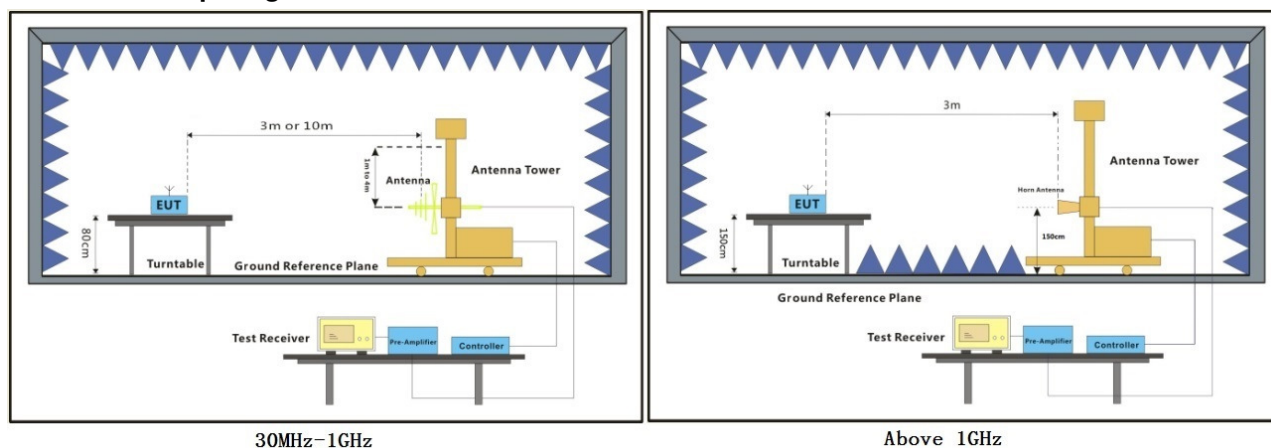 3m or 10m
1m to 4m
Antenna
Antenna Tower
EUT
80cm
Turntable
Ground Reference Plane
Test Receiver
Pre-Amplifier
Controller
30MHz-1GHz
3m
Antenna Tower
Horn Antenna
EUT
150cm
150cm
Turntable
Ground Reference Plane
Test Receiver
Pre-Amplifier
Controller
Above 1GHz